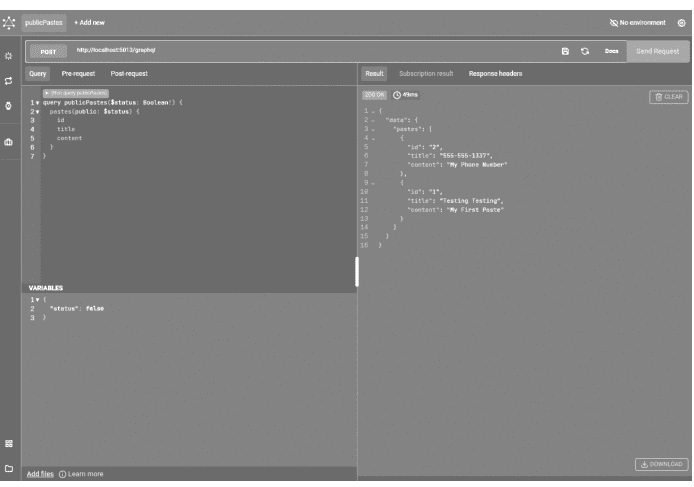 publicPastes + Add new No environment
POST http://localhost:5013/graphql Docs Send Request
Query Pre-request Post-request
Result Subscription result Response headers
200 OK 49ms CLEAR
1 query publicPastes($status: Boolean!) {
2 pastes(public: $status) {
3 id
4 title
5 content
6 }
7 }
VARIABLES
1 {
2 "status": false
3 }
Add files Learn more
1 {
2 "data": {
3 "pastes": [
4 {
5 "id": "2",
6 "title": "555-555-1337",
7 "content": "My Phone Number"
8 },
9 {
10 "id": "1",
11 "title": "Testing Testing",
12 "content": "My First Paste"
13 }
14 ]
15 }
16 }
DOWNLOAD